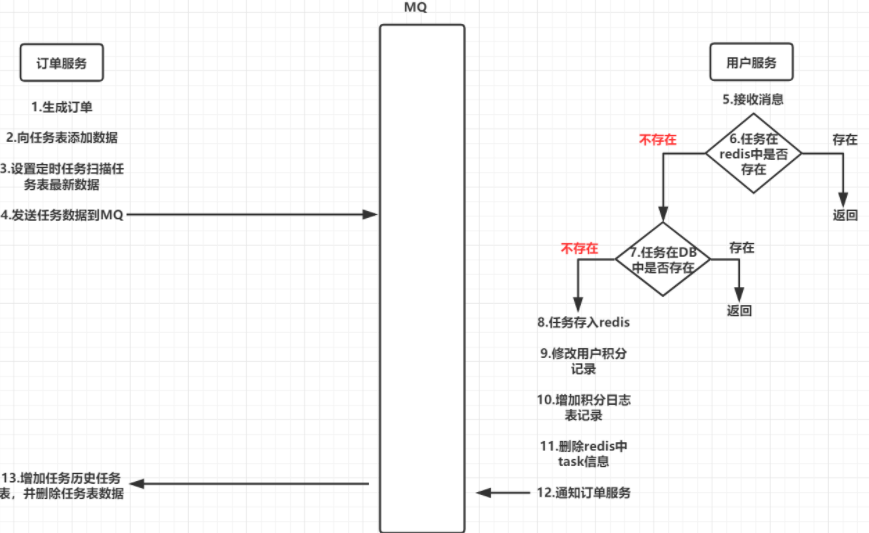 MQ
订单服务
1.生成订单
2.向任务表添加数据
3.设置定时任务扫描任
务表最新数据
4.发送任务数据到MQ
13.增加任务历史任务
表，并删除任务表数据
用户服务
5.接收消息
不存在
6.任务在
redis中是否
存在
存在
返回
不存在
7.任务在DB
中是否存在
存在
返回
8.任务存入redis
9.修改用户积分
记录
10.增加积分日志
表记录
11.删除redis中
task信息
12.通知订单服务